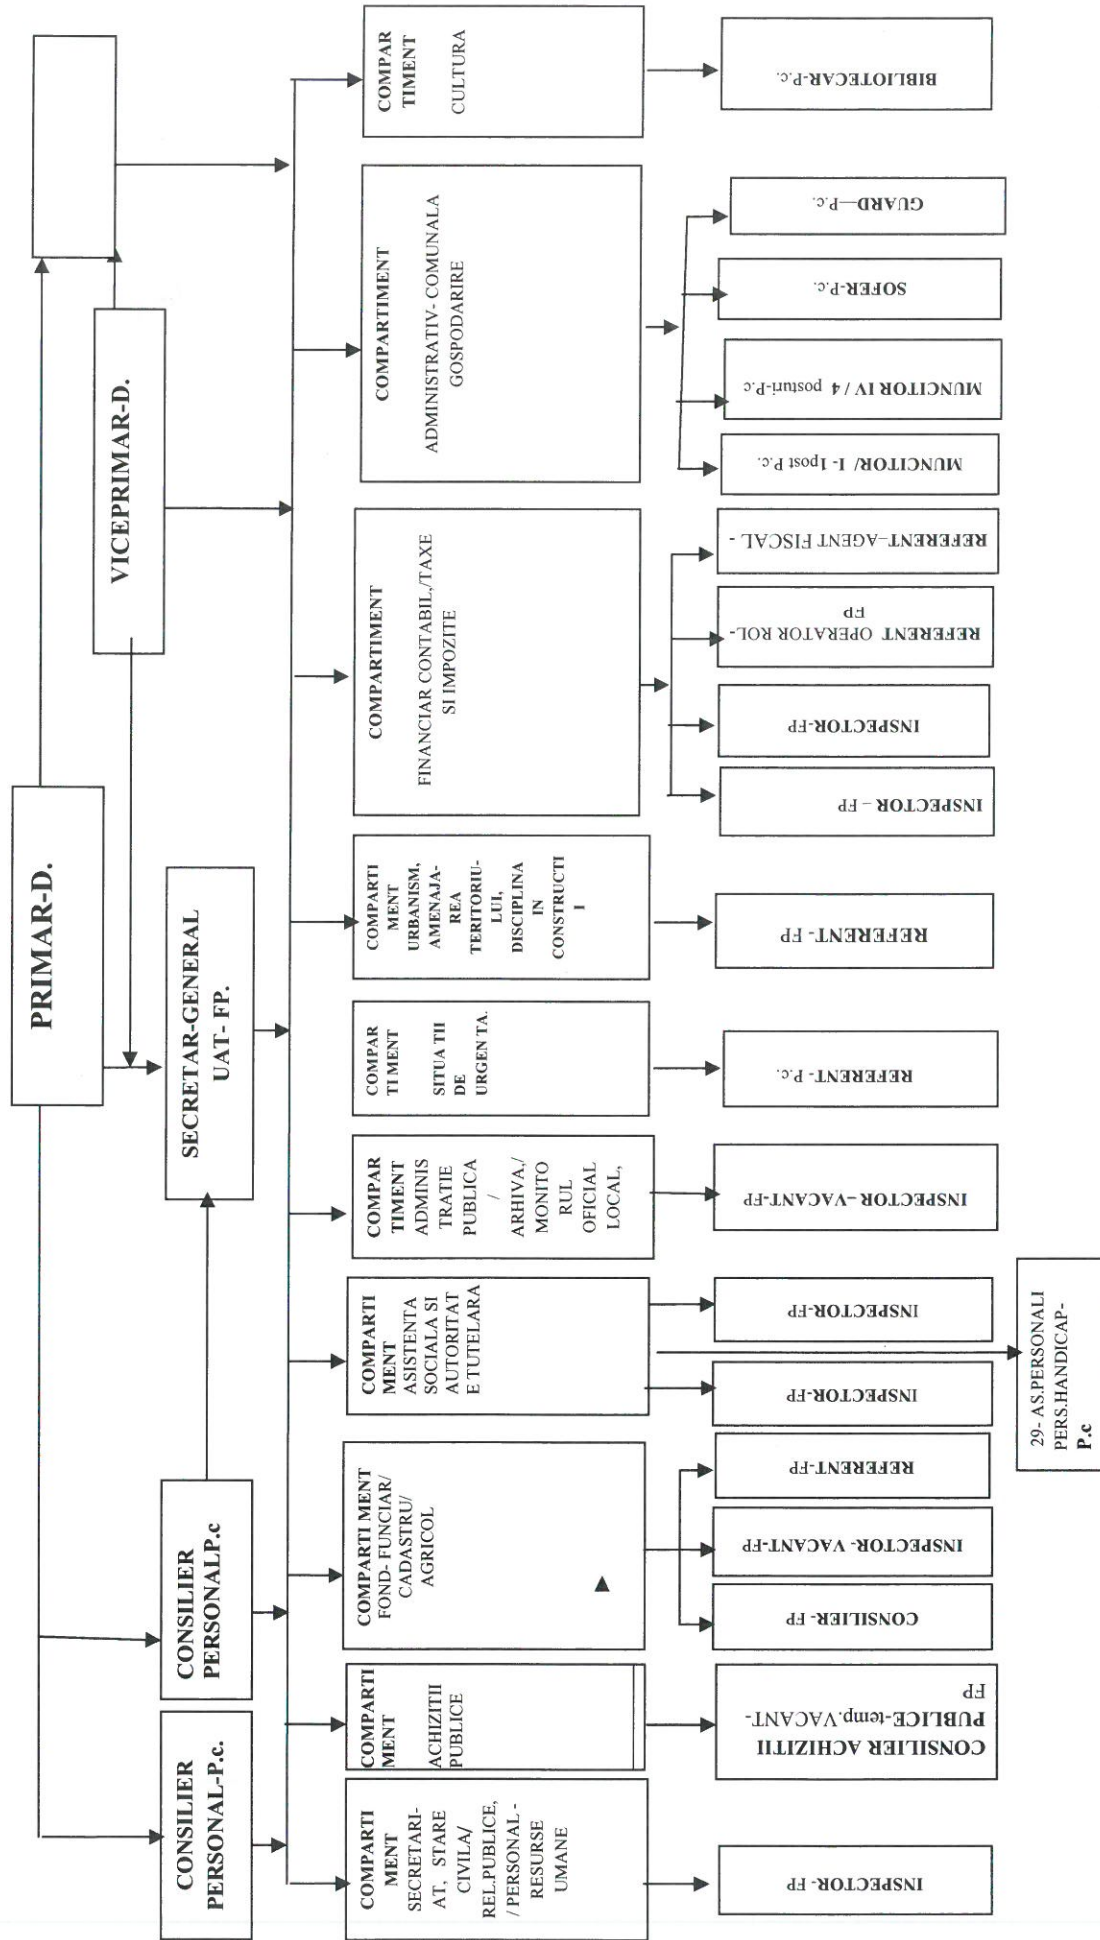 PRIMAR-D.
VICEPRIMAR-D.
CONSILIER
PERSONAL-P.c.
CONSILIER
PERSONALP.c
SECRETAR-GENERAL
UAT- FP.
COMPARTI
MENT
SECRETARI-
AT, STARE
CIVILA/
REL.PUBLICE,
/PERSONAL -
RESURSE
UMANE
COMPARTI
MENT
ACHIZITII
PUBLICE
COMPARTI MENT
FOND- FUNCIAR/
CADASTRU/
AGRICOL
COMPARTI
MENT
ASISTENTA
SOCIALA SI
AUTORITAT
E TUTELARA
COMPAR
TIMENT
ADMINIS
TRATIE
PUBLICA
/
ARHIVA,/
MONITO
RUL
OFICIAL
LOCAL,
COMPAR
TI MENT
SITUA TII
DE
URGEN TA.
COMPARTI
MENT
URBANISM,
AMENAJA-
REA
TERITORIU-
LUI,
DISCIPLINA
IN
CONSTRUCTI
I
COMPARTIMENT
FINANCIAR CONTABIL,/TAXE
SI IMPOZITE
COMPARTIMENT
ADMINISTRATIV- COMUNALA
GOSPODARIRE
COMPAR
TIMENT
CULTURA
INSPECTOR- FP
CONSILIER ACHIZITII
PUBLICE-temp.VACANT-
FP
CONSILIER- FP
INSPECTOR- VACANT-FP
REFERENT-FP
INSPECTOR-FP
INSPECTOR-FP
29- AS.PERSONALI
PERS.HANDICAP-
P.c
INSPECTOR –VACANT-FP
REFERENT- P.c.
REFERENT- FP
INSPECTOR – FP
INSPECTOR-FP
REFERENT OPERATOR ROL-
FP
REFERENT–AGENT FISCAL -
MUNCITOR/ I- 1post P.c.
MUNCITOR IV / 4 posturi-P.c
SOFER-P.c.
GUARD—P.c.
BIBLIOTECAR-P.c.